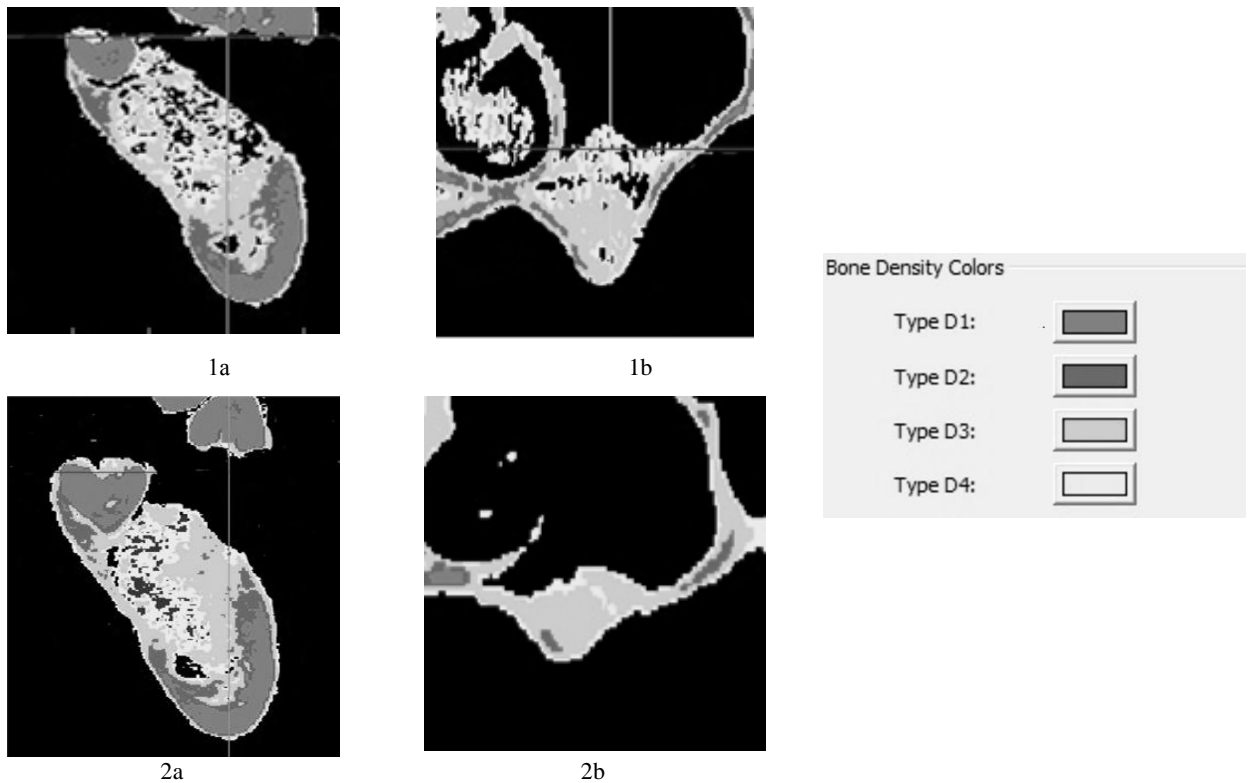 1a
1b
Bone Density Colors
Type D1:
Type D2:
Type D3:
Type D4:
2a
2b